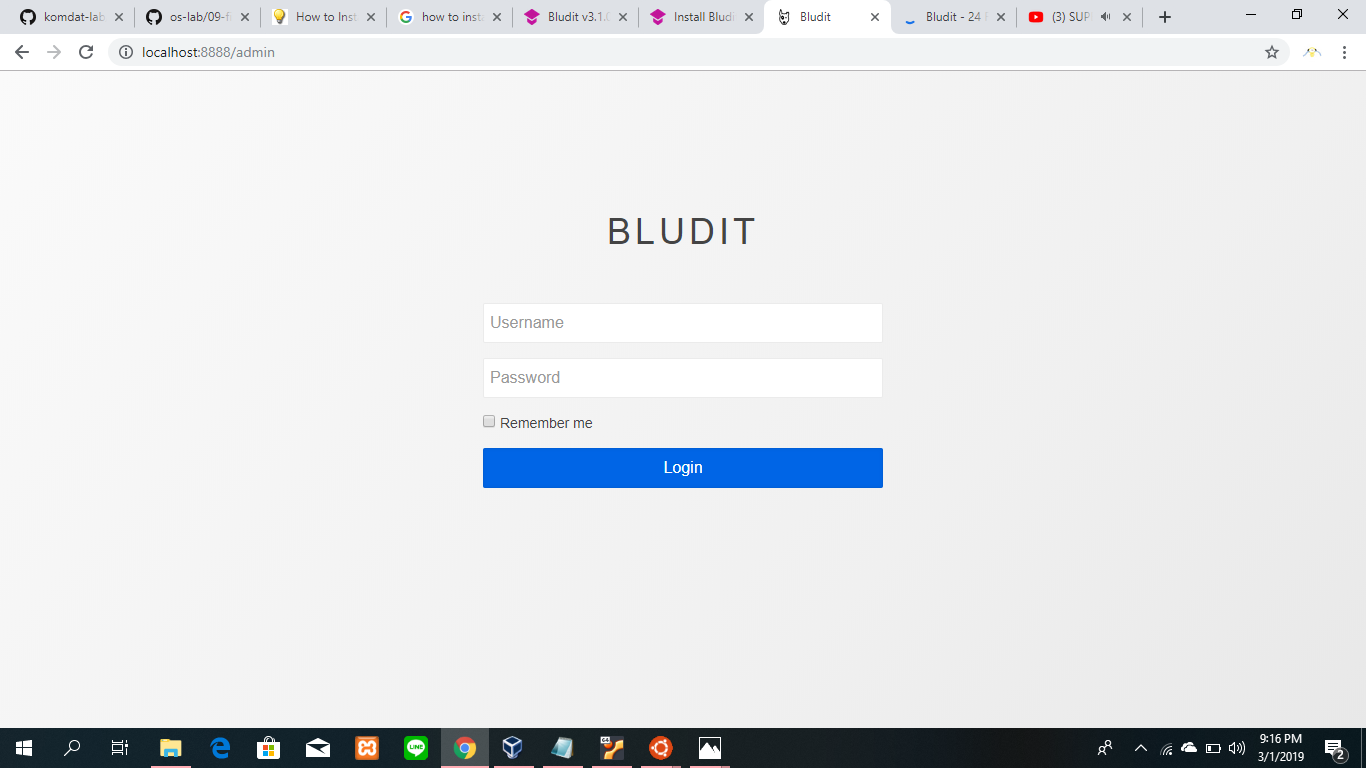 komdat-lab
os-lab/09-f
How to Inst
how to insta
Bludit v3.1.0
Install Bludi
Bludit
Bludit - 24
(3) SUP
localhost:8888/admin
BLUDIT
Username
Password
Remember me
Login
LINE
64
9:16 PM
3/1/2019
2